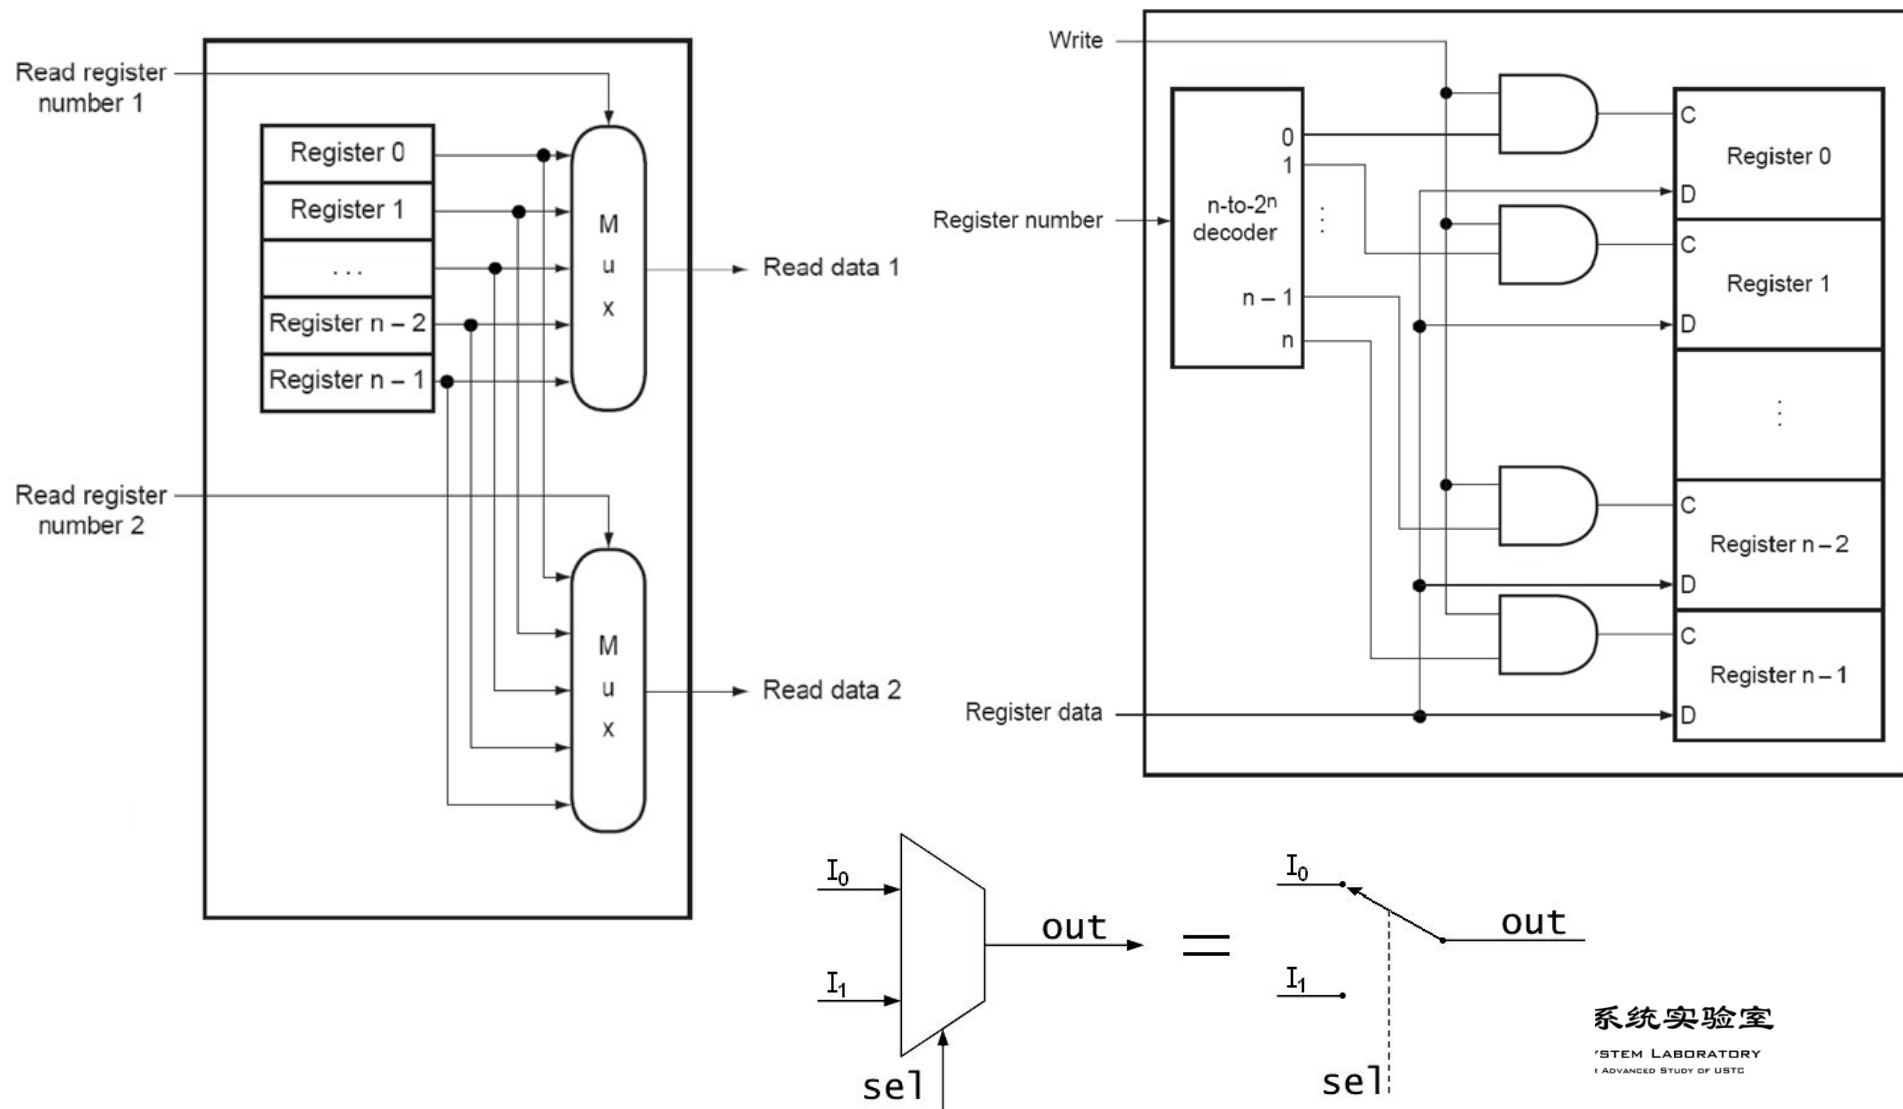 Read register
number 1
Register 0
Register 1
...
Register n – 2
Register n – 1
M
u
x
Read data 1
Read register
number 2
M
u
x
Read data 2
Write
0
1
n-to-2ⁿ
decoder
⋮
n – 1
n
Register number
Register data
C
Register 0
D
C
Register 1
D
⋮
C
Register n – 2
D
C
Register n – 1
D
I₀
I₁
out
sel
=
I₀
I₁
out
sel
系统实验室
YSTEM LABORATORY
ADVANCED STUDY OF USTC